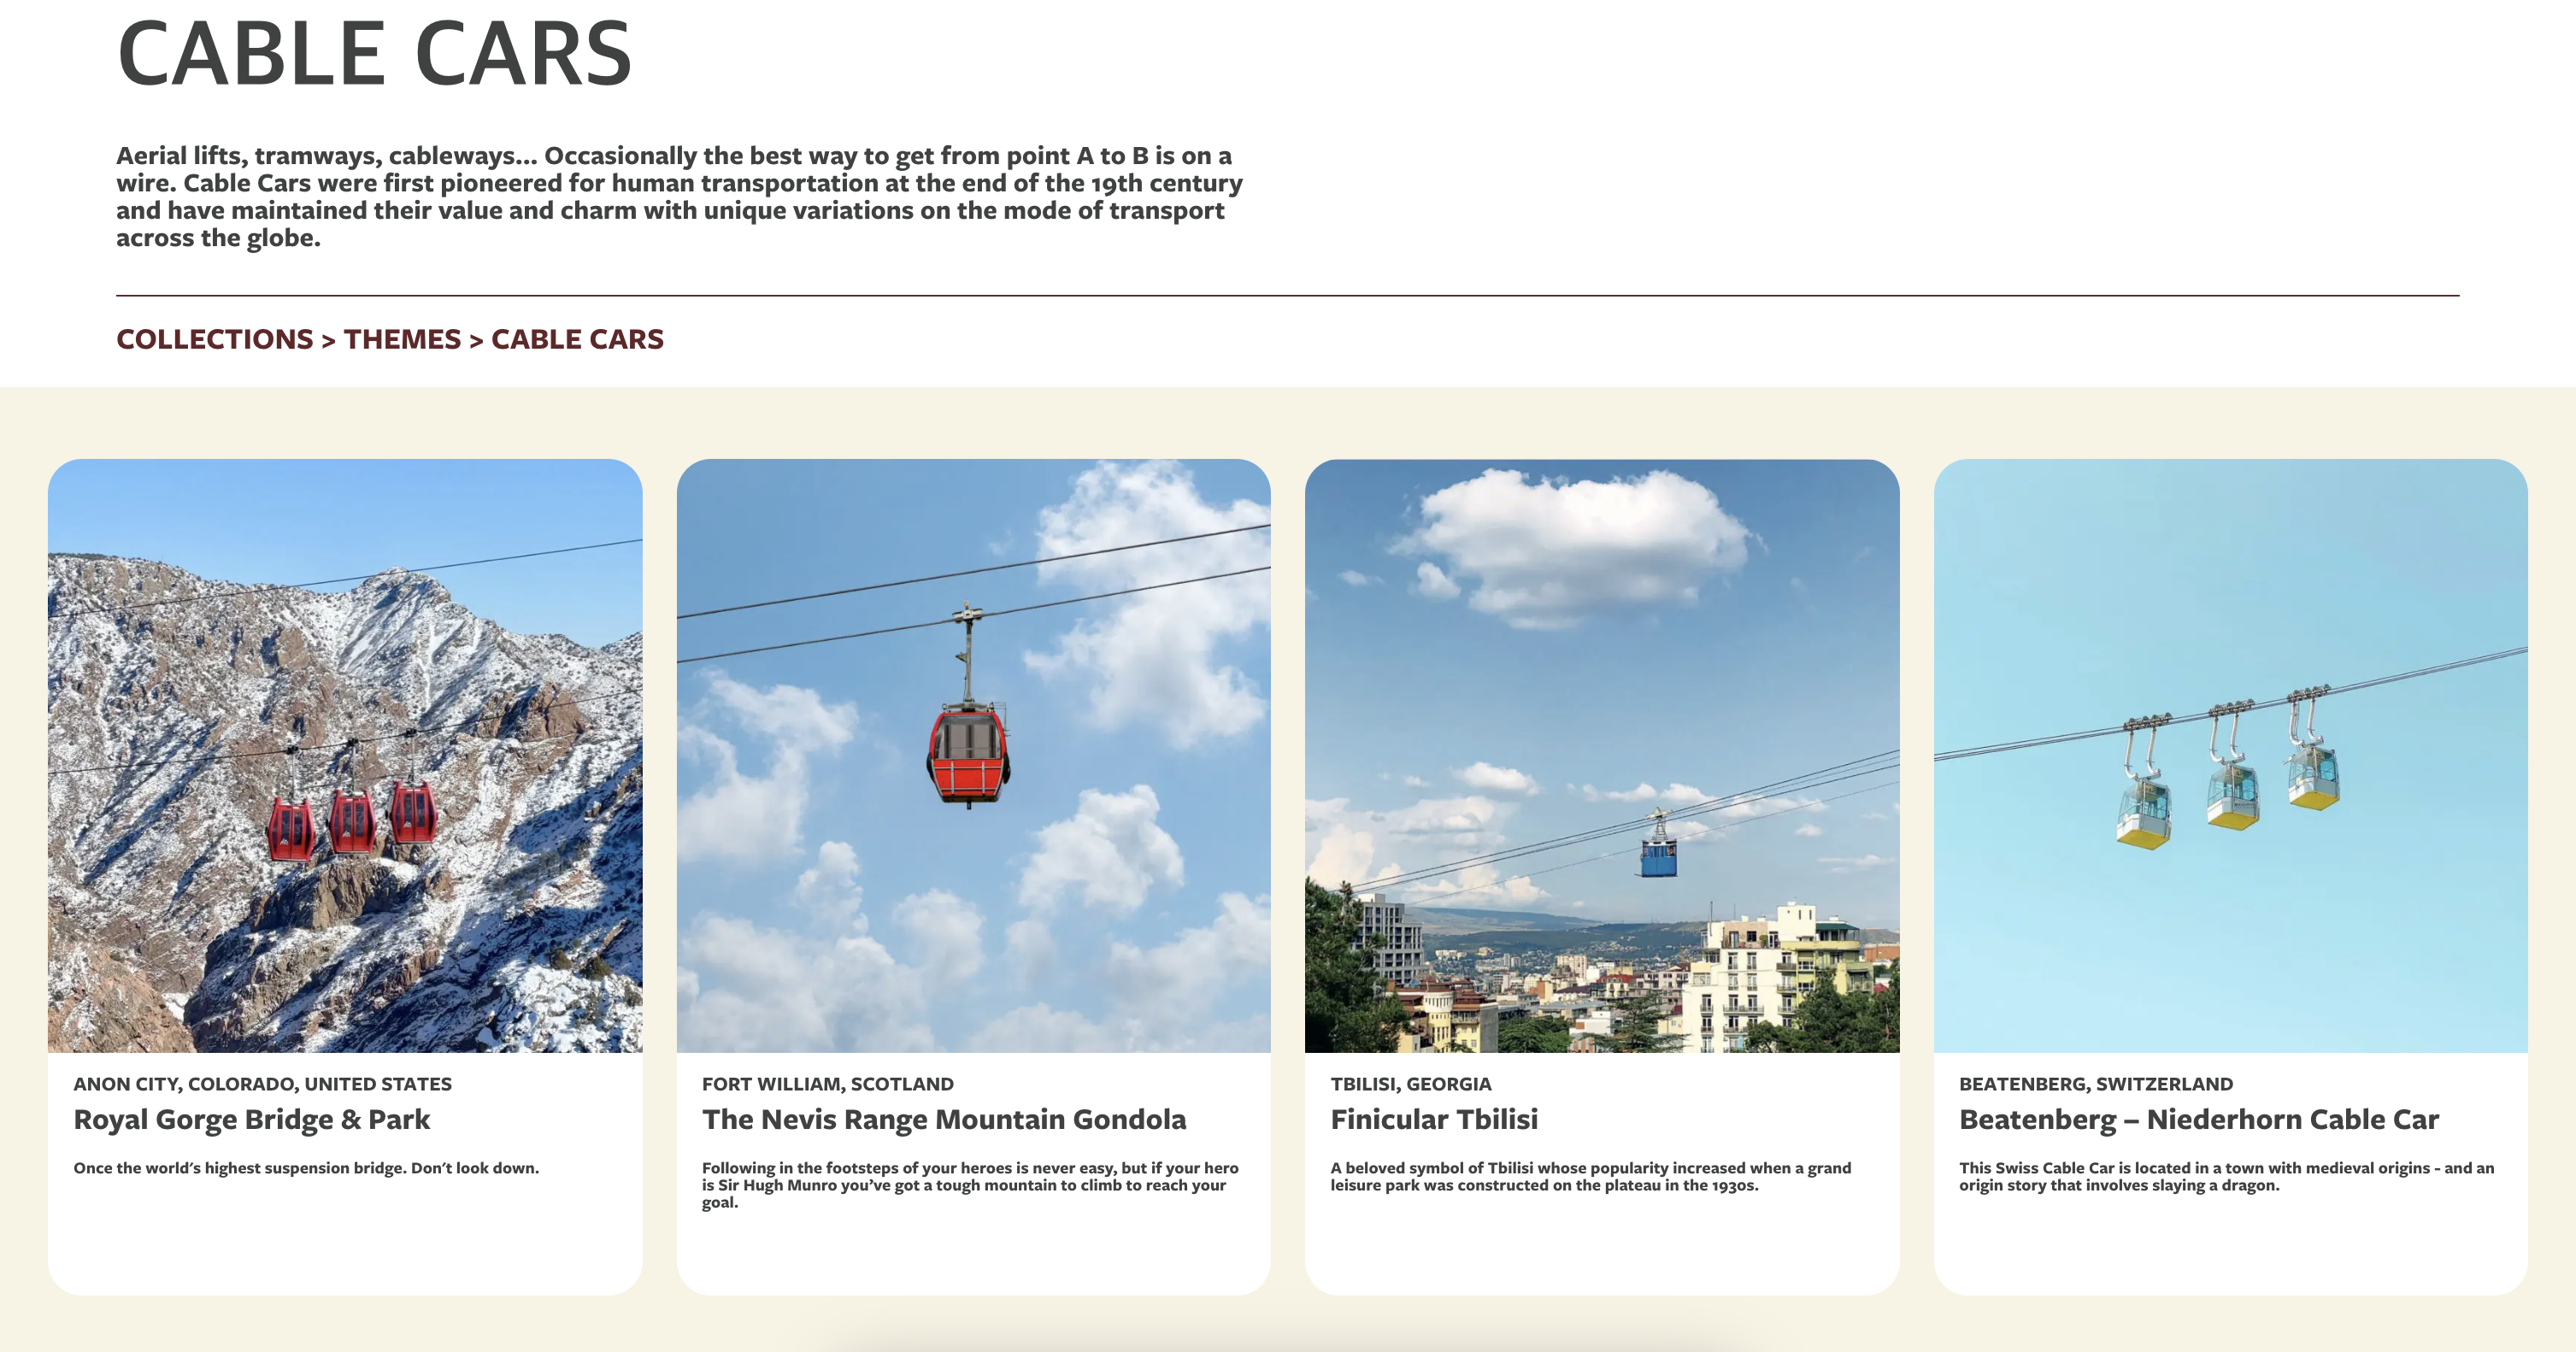 CABLE CARS
Aerial lifts, tramways, cableways... Occasionally the best way to get from point A to B is on a
wire. Cable Cars were first pioneered for human transportation at the end of the 19th century
and have maintained their value and charm with unique variations on the mode of transport
across the globe.
COLLECTIONS > THEMES > CABLE CARS
ANON CITY, COLORADO, UNITED STATES
Royal Gorge Bridge & Park
Once the world's highest suspension bridge. Don't look down.
FORT WILLIAM, SCOTLAND
The Nevis Range Mountain Gondola
Following in the footsteps of your heroes is never easy, but if your hero
is Sir Hugh Munro you've got a tough mountain to climb to reach your
goal.
TBILISI, GEORGIA
Finicular Tbilisi
A beloved symbol of Tbilisi whose popularity increased when a grand
leisure park was constructed on the plateau in the 1930s.
BEATENBERG, SWITZERLAND
Beatenberg – Niederhorn Cable Car
This Swiss Cable Car is located in a town with medieval origins - and an
origin story that involves slaying a dragon.